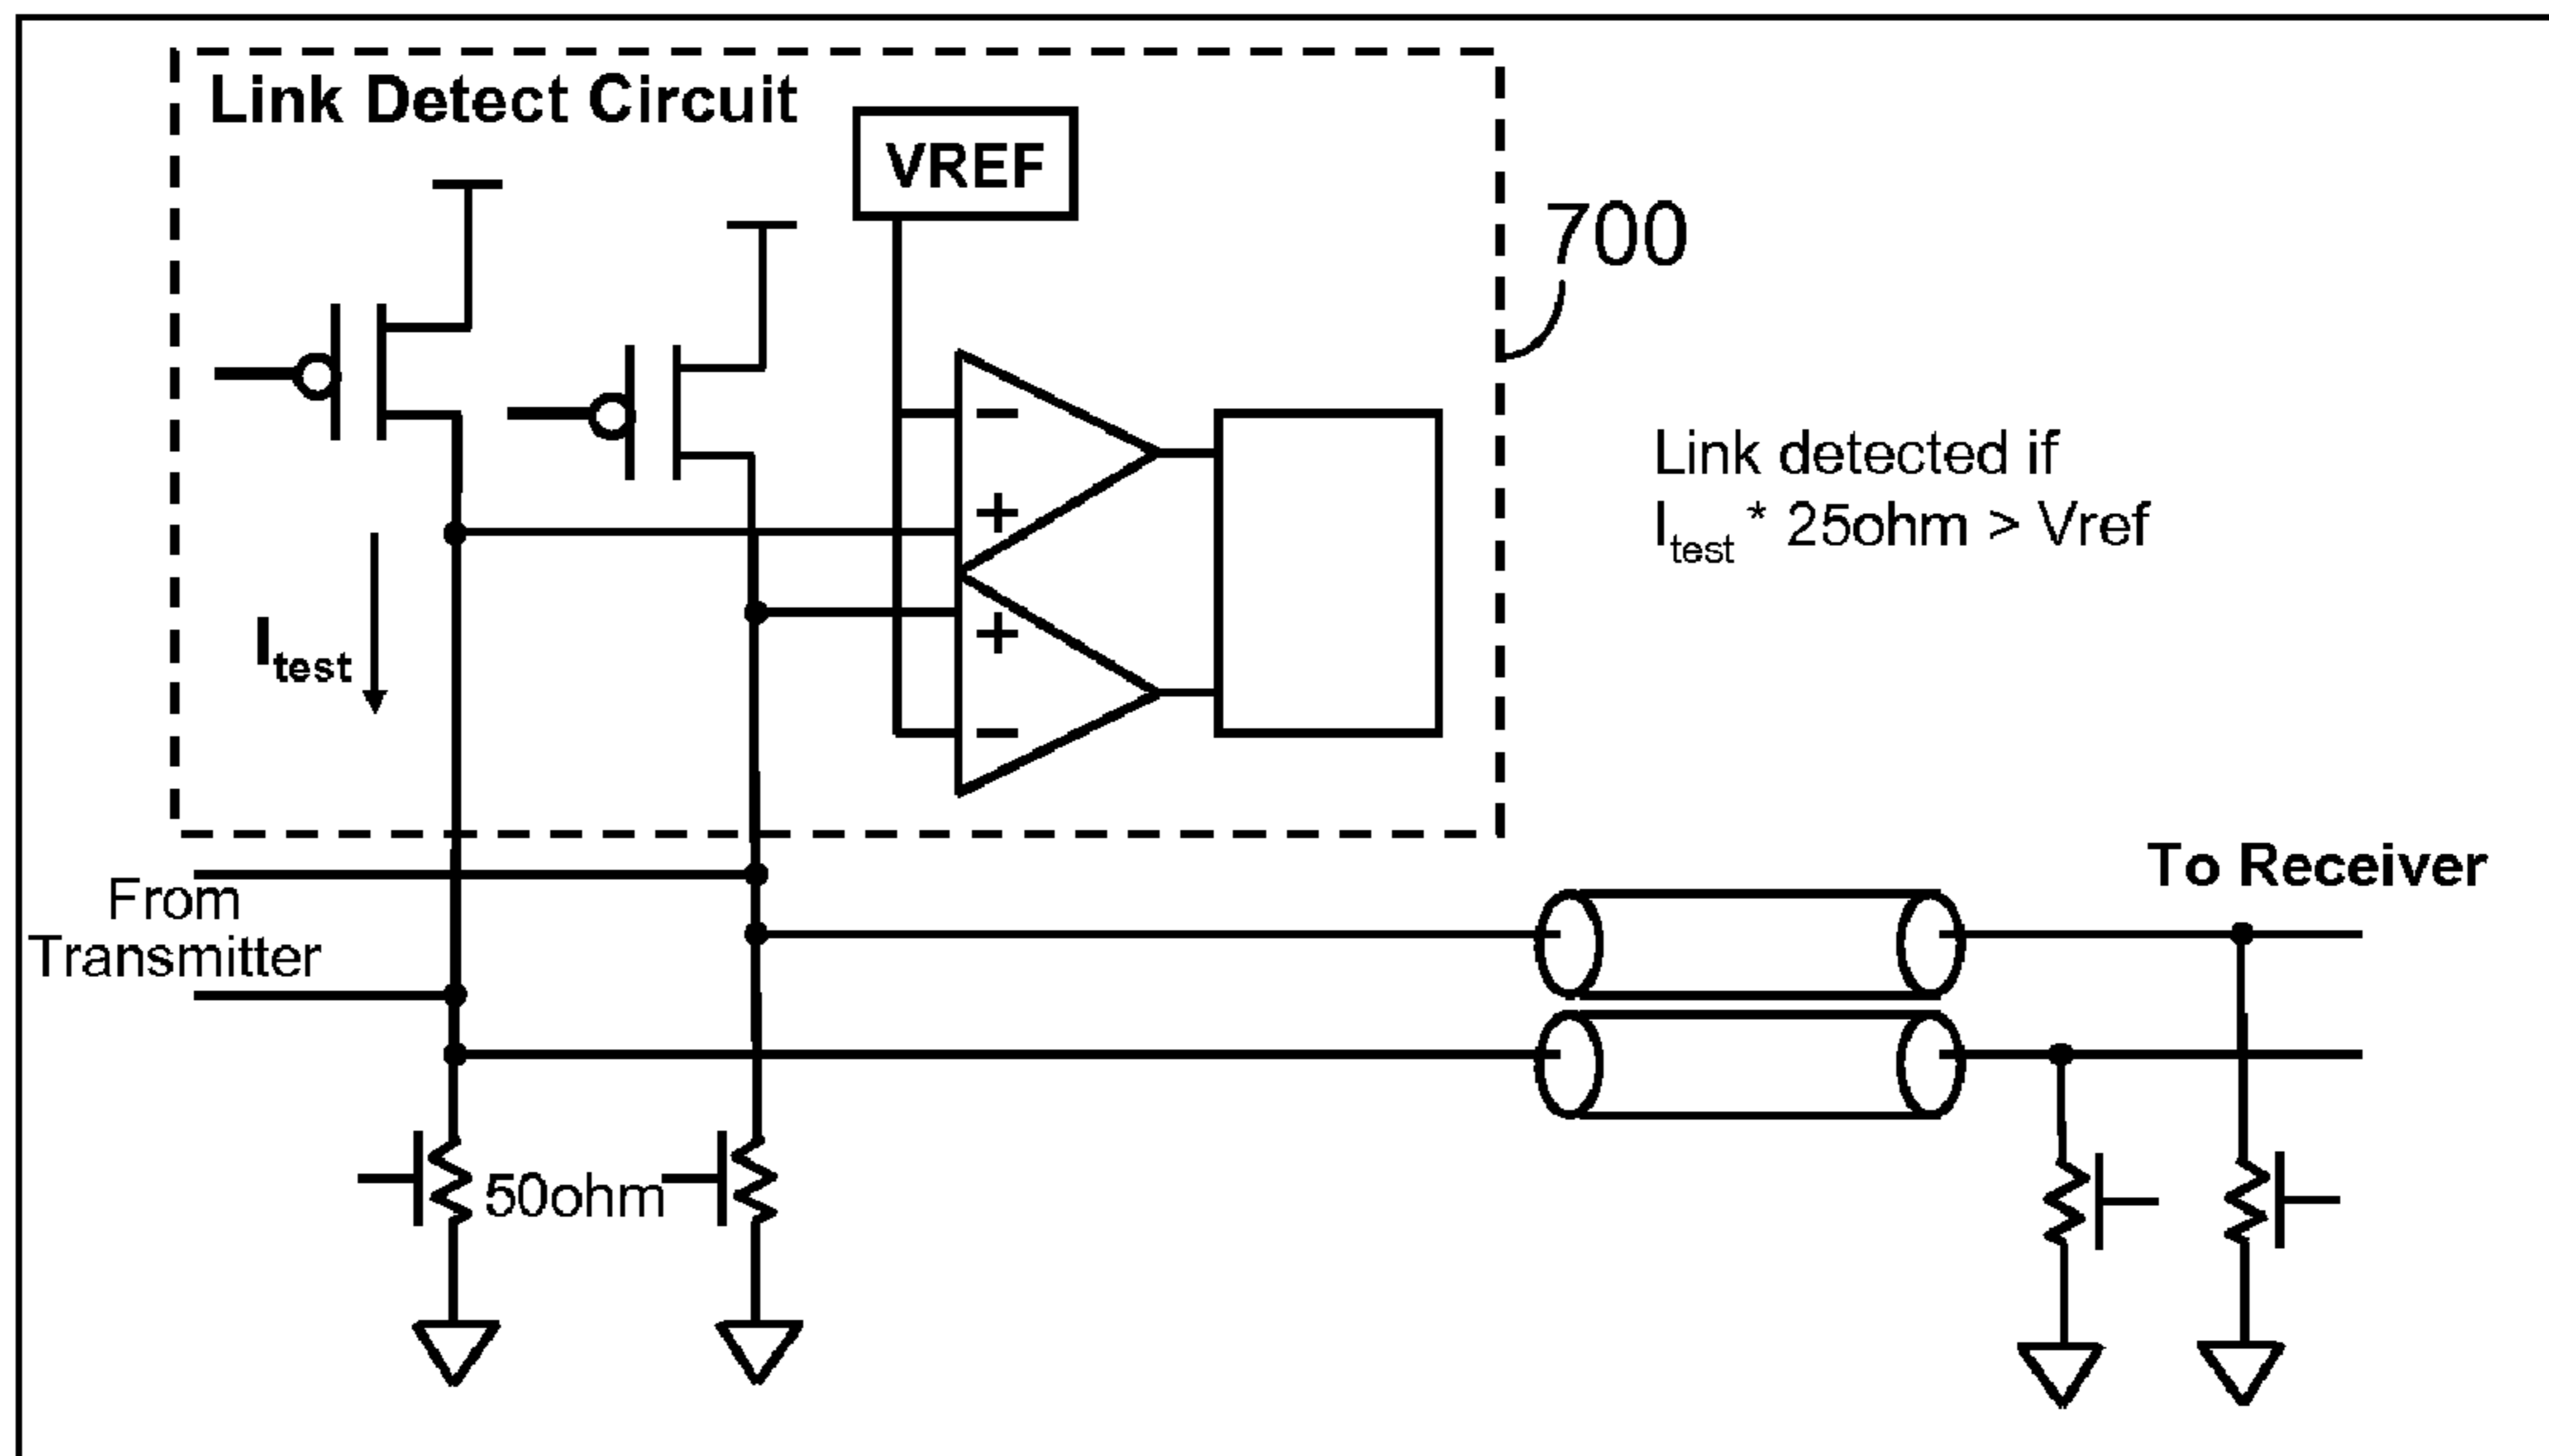 Link Detect Circuit
VREF
700
Link detected if
Itest * 25ohm > Vref
Itest
From
Transmitter
To Receiver
50ohm